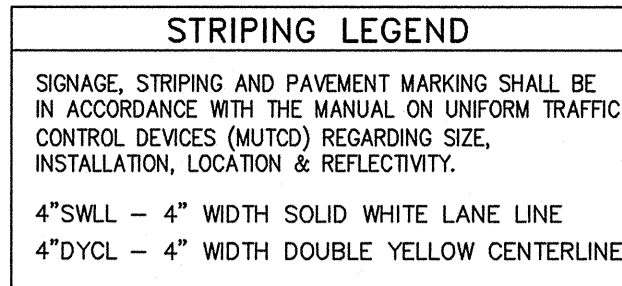 STRIPING LEGEND
SIGNAGE, STRIPING AND PAVEMENT MARKING SHALL BE
IN ACCORDANCE WITH THE MANUAL ON UNIFORM TRAFFIC
CONTROL DEVICES (MUTCD) REGARDING SIZE,
INSTALLATION, LOCATION & REFLECTIVITY.
4"SWLL – 4" WIDTH SOLID WHITE LANE LINE
4"DYCL – 4" WIDTH DOUBLE YELLOW CENTERLINE